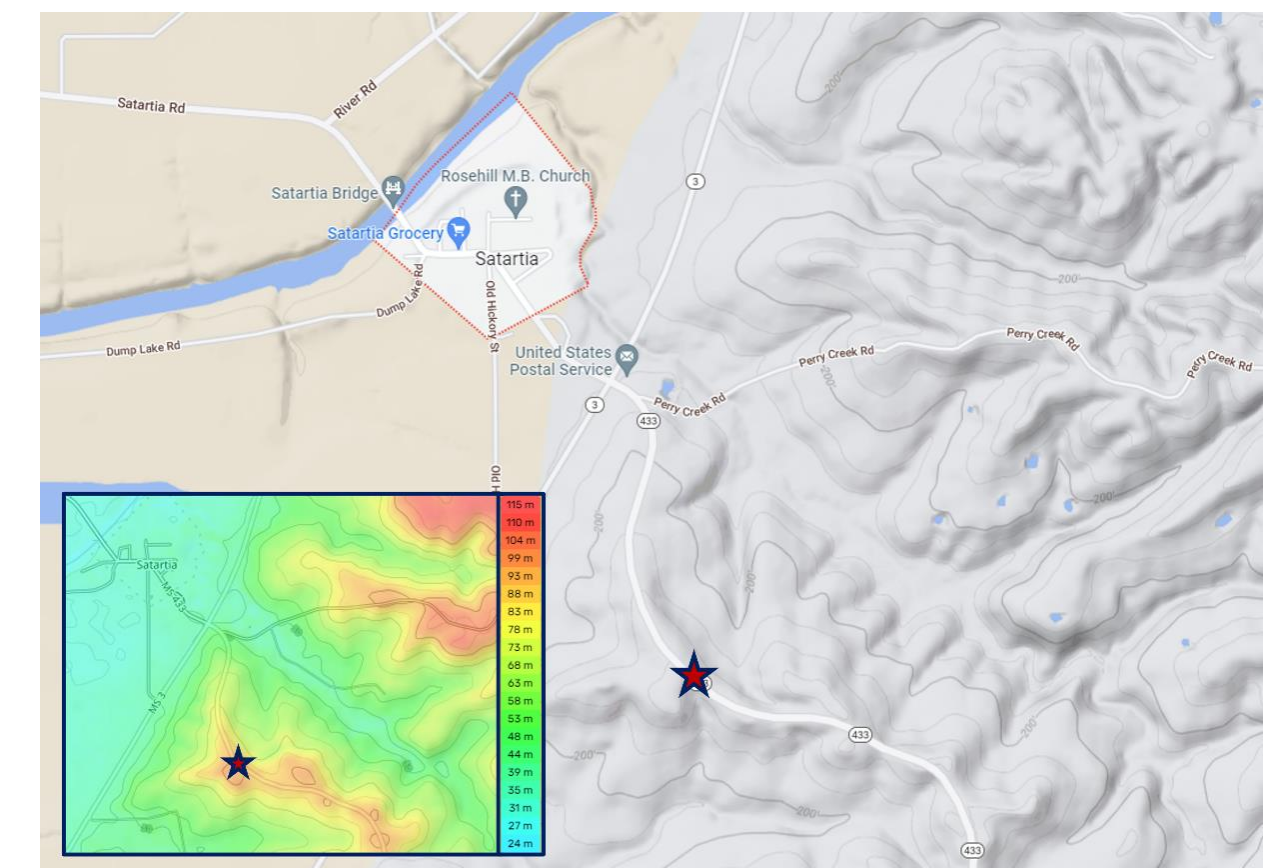 200'
Satartia Rd
River Rd
3
Satartia Bridge
Rosehill M.B. Church
Satartia Grocery
Satartia
Dump Lake Rd
Old Hickory St
200'
Dump Lake Rd
United States
Postal Service
Perry Creek Rd
Perry Creek Rd
Perry Creek Rd
200'
Perry Creek Rd
3
433
Old H
200'
200'
200'
433
200'
200'
200'
433
Satartia
MS 433
MS 3
115 m
110 m
104 m
99 m
93 m
88 m
83 m
78 m
73 m
68 m
63 m
58 m
53 m
48 m
44 m
39 m
35 m
31 m
27 m
24 m